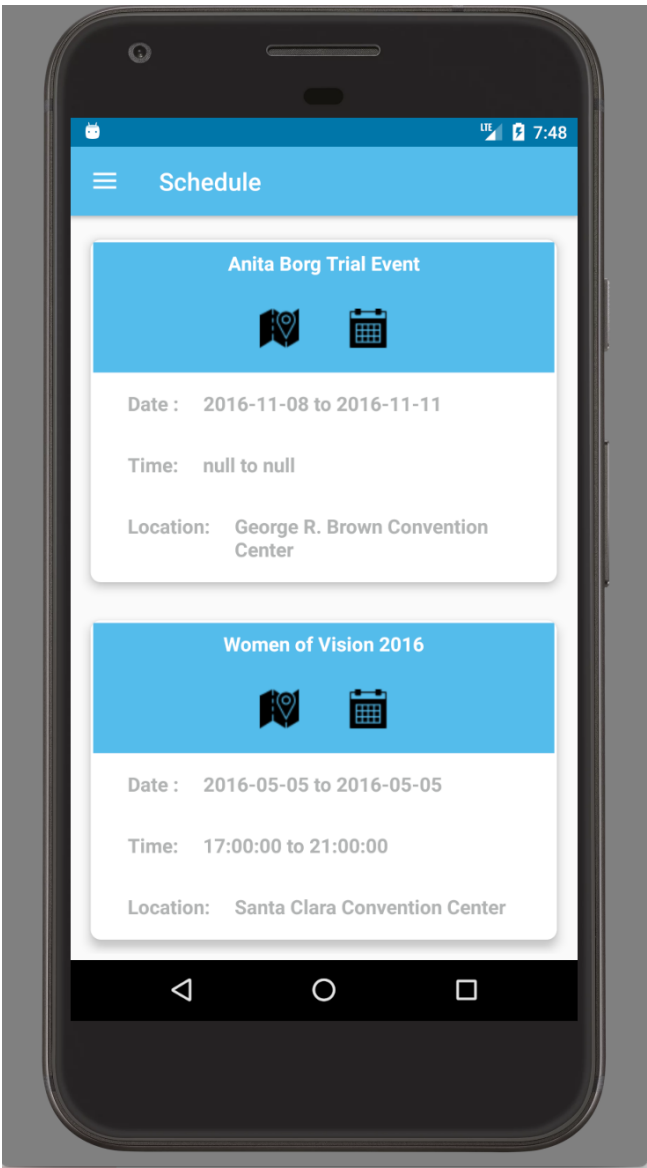 LTE 7:48
Schedule
Anita Borg Trial Event
Date : 2016-11-08 to 2016-11-11
Time: null to null
Location: George R. Brown Convention
Center
Women of Vision 2016
Date : 2016-05-05 to 2016-05-05
Time: 17:00:00 to 21:00:00
Location: Santa Clara Convention Center